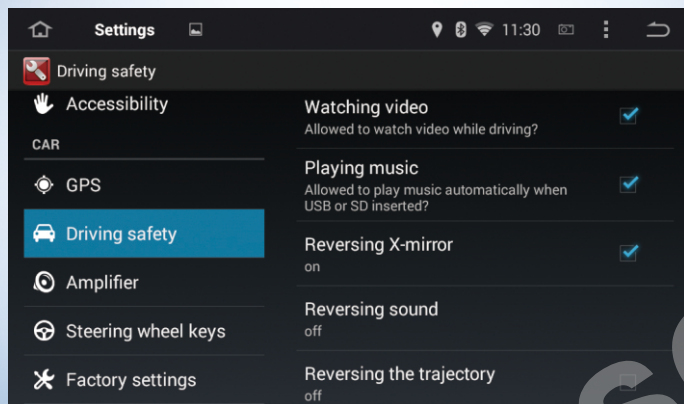 Settings
11:30
Driving safety
Accessibility
CAR
GPS
Driving safety
Amplifier
Steering wheel keys
Factory settings
Watching video
Allowed to watch video while driving?
Playing music
Allowed to play music automatically when
USB or SD inserted?
Reversing X-mirror
on
Reversing sound
off
Reversing the trajectory
off